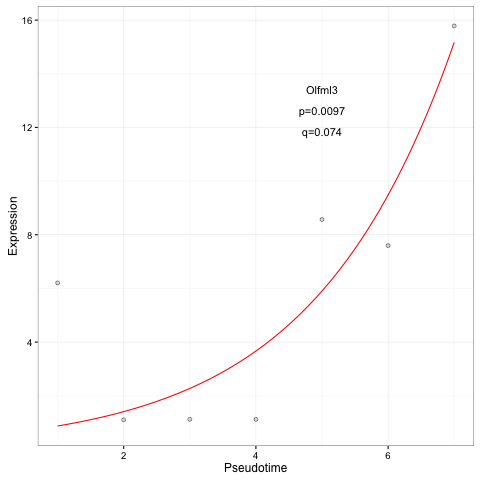 16
12
8
4
Expression
Olfml3
p=0.0097
q=0.074
2
4
6
Pseudotime